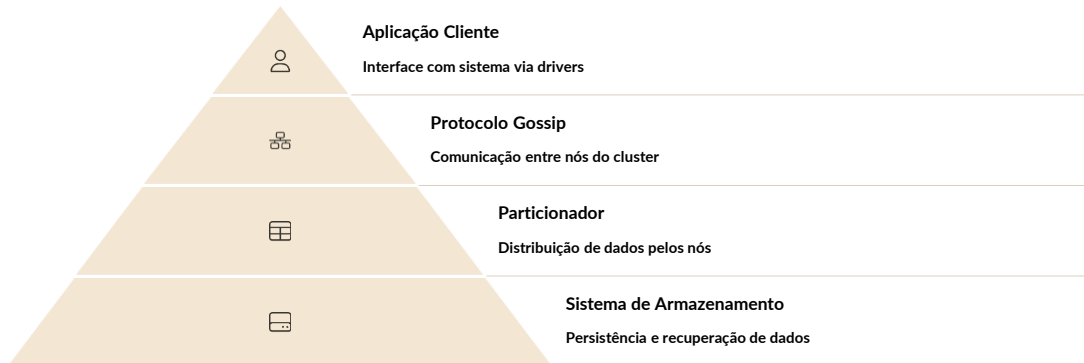 Aplicação Cliente
Interface com sistema via drivers
Protocolo Gossip
Comunicação entre nós do cluster
Particionador
Distribuição de dados pelos nós
Sistema de Armazenamento
Persistência e recuperação de dados